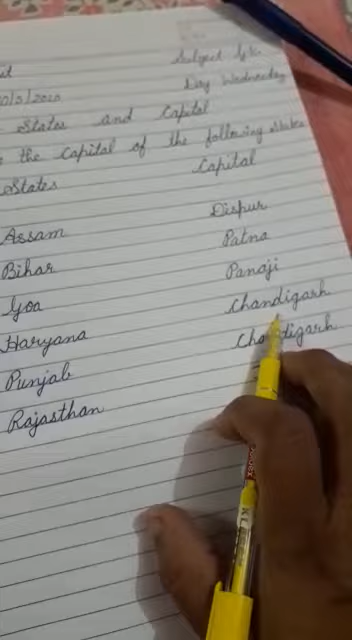 Subject G.K.
Day Wednesday
States and Capital
the Capital of the following states
States Capital
Assam Dispur
Bihar Patna
Goa Panaji
Haryana Chandigarh
Punjab Chandigarh
Rajasthan